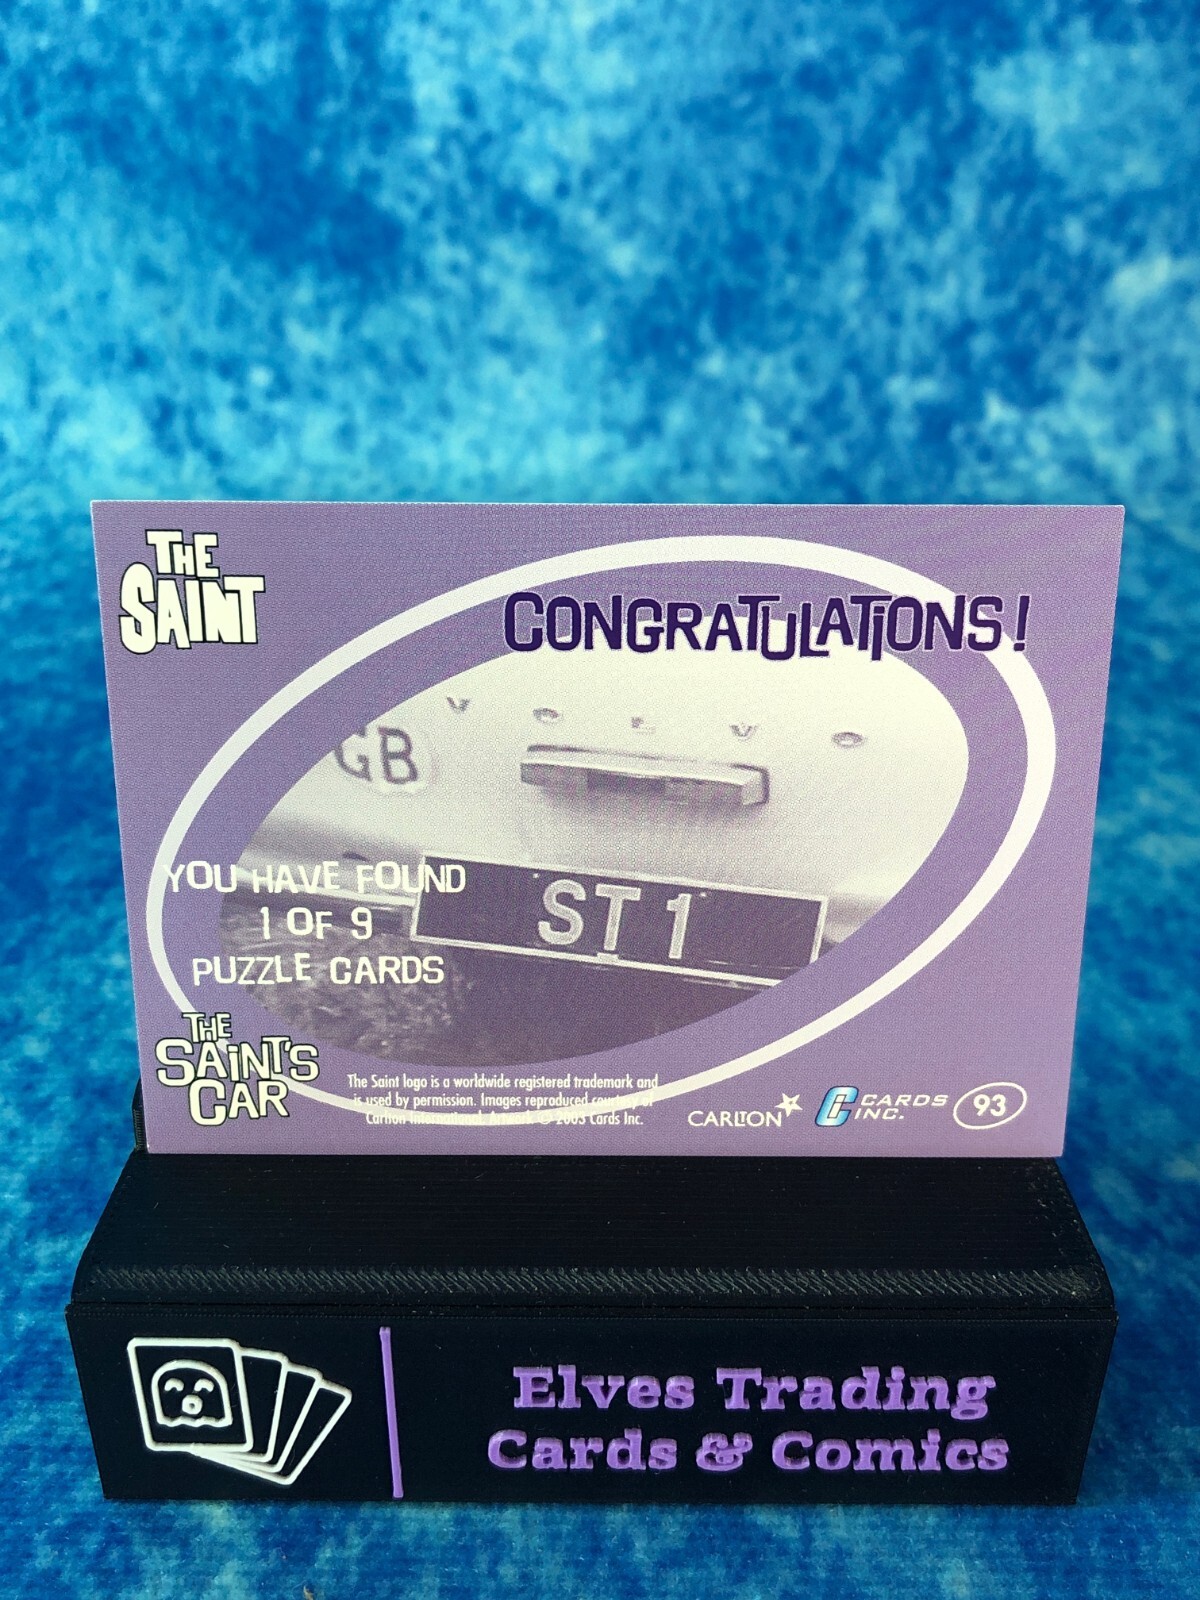 THE
SAINT
CONGRATULATIONS!
V O L V O
GB
ST 1
YOU HAVE FOUND
1 OF 9
PUZZLE CARDS
THE
SAINT'S
CAR
The Saint logo is a worldwide registered trademark and
is used by permission. Images reproduced courtesy of
Carlton International. Artwork © 2003 Cards Inc.
CARLTON
C CARDS
INC.
93
Elves Trading
Cards & Comics